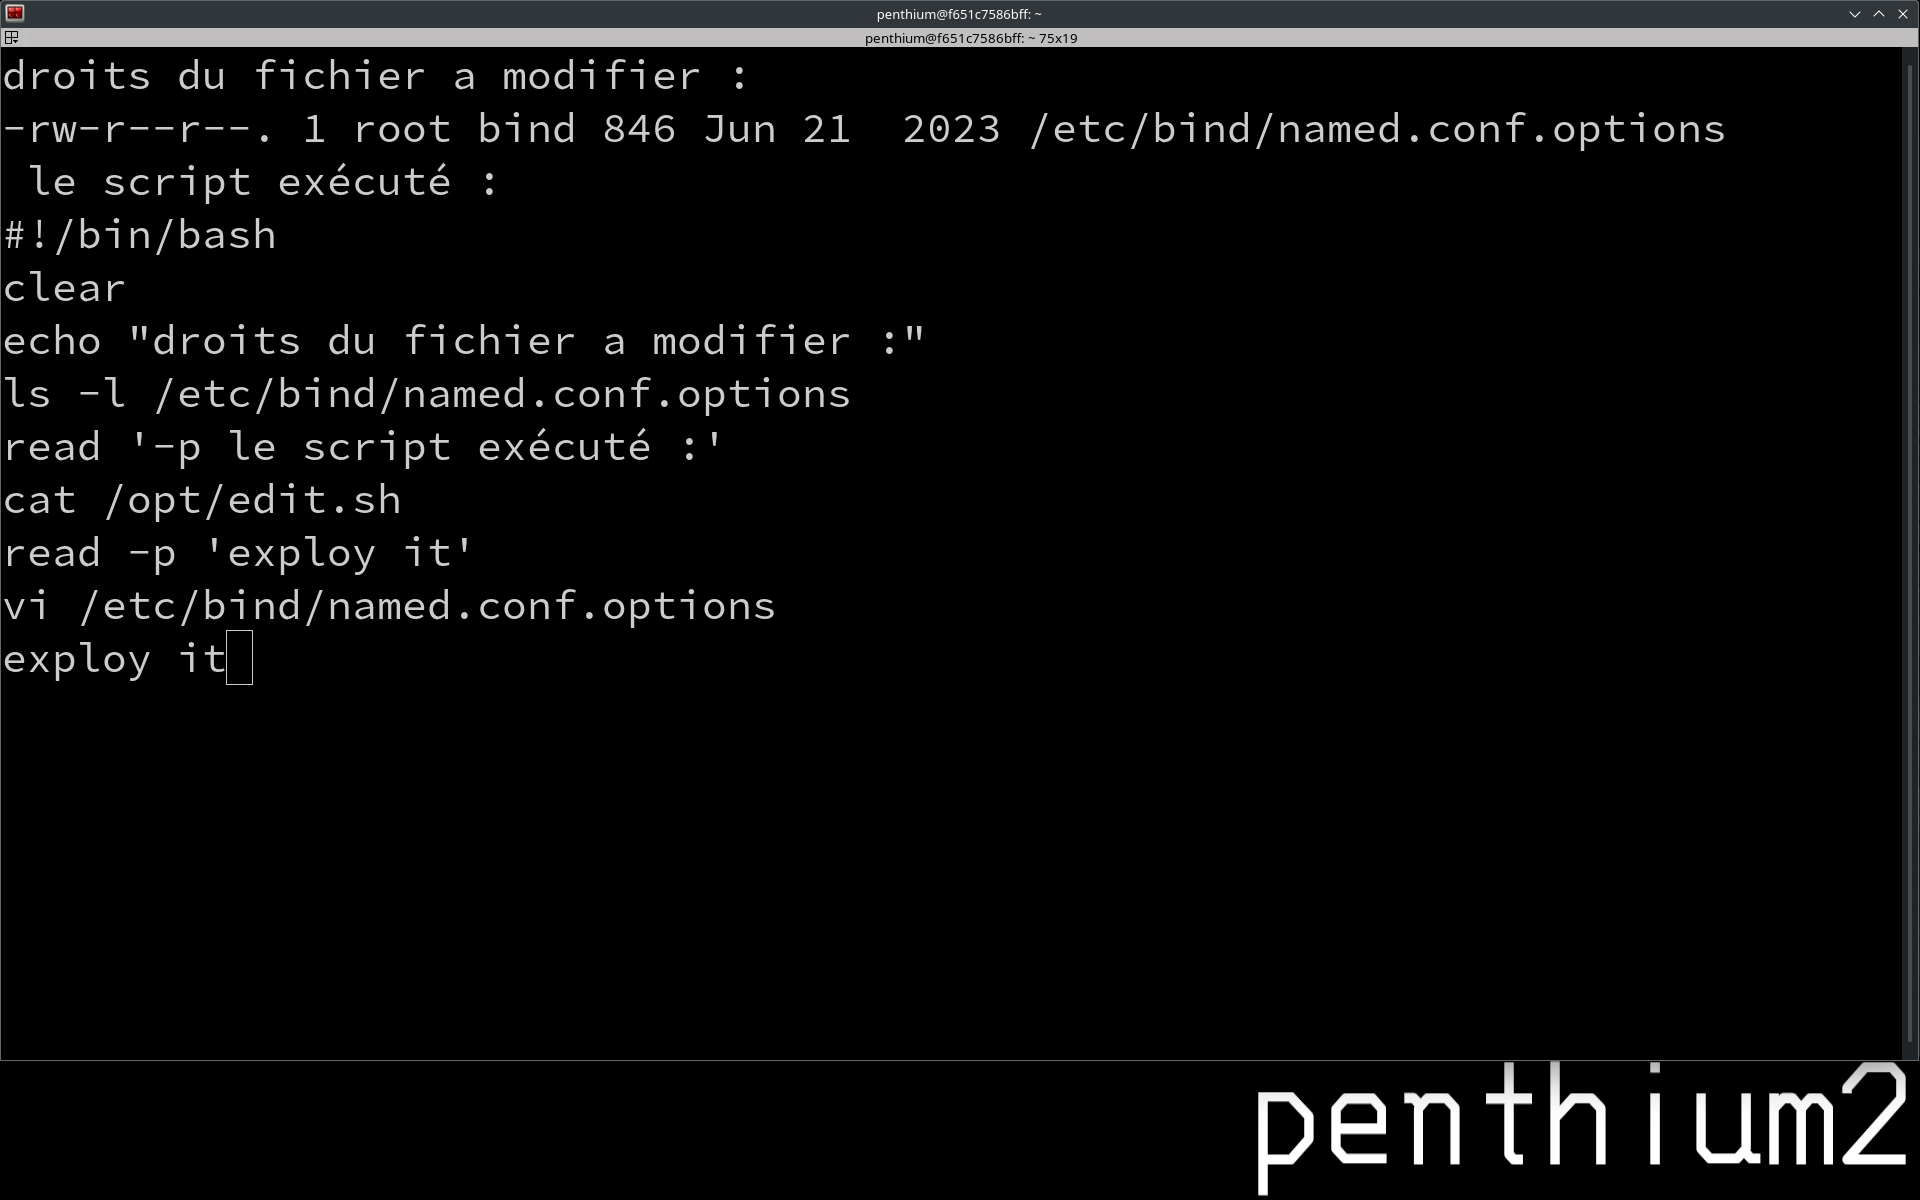 penthium@f651c7586bff: ~
penthium@f651c7586bff: ~ 75x19
droits du fichier a modifier :
-rw-r--r--. 1 root bind 846 Jun 21  2023 /etc/bind/named.conf.options
 le script exécuté :
#!/bin/bash
clear
echo "droits du fichier a modifier :"
ls -l /etc/bind/named.conf.options
read '-p le script exécuté :'
cat /opt/edit.sh
read -p 'exploy it'
vi /etc/bind/named.conf.options
exploy it
penthium2